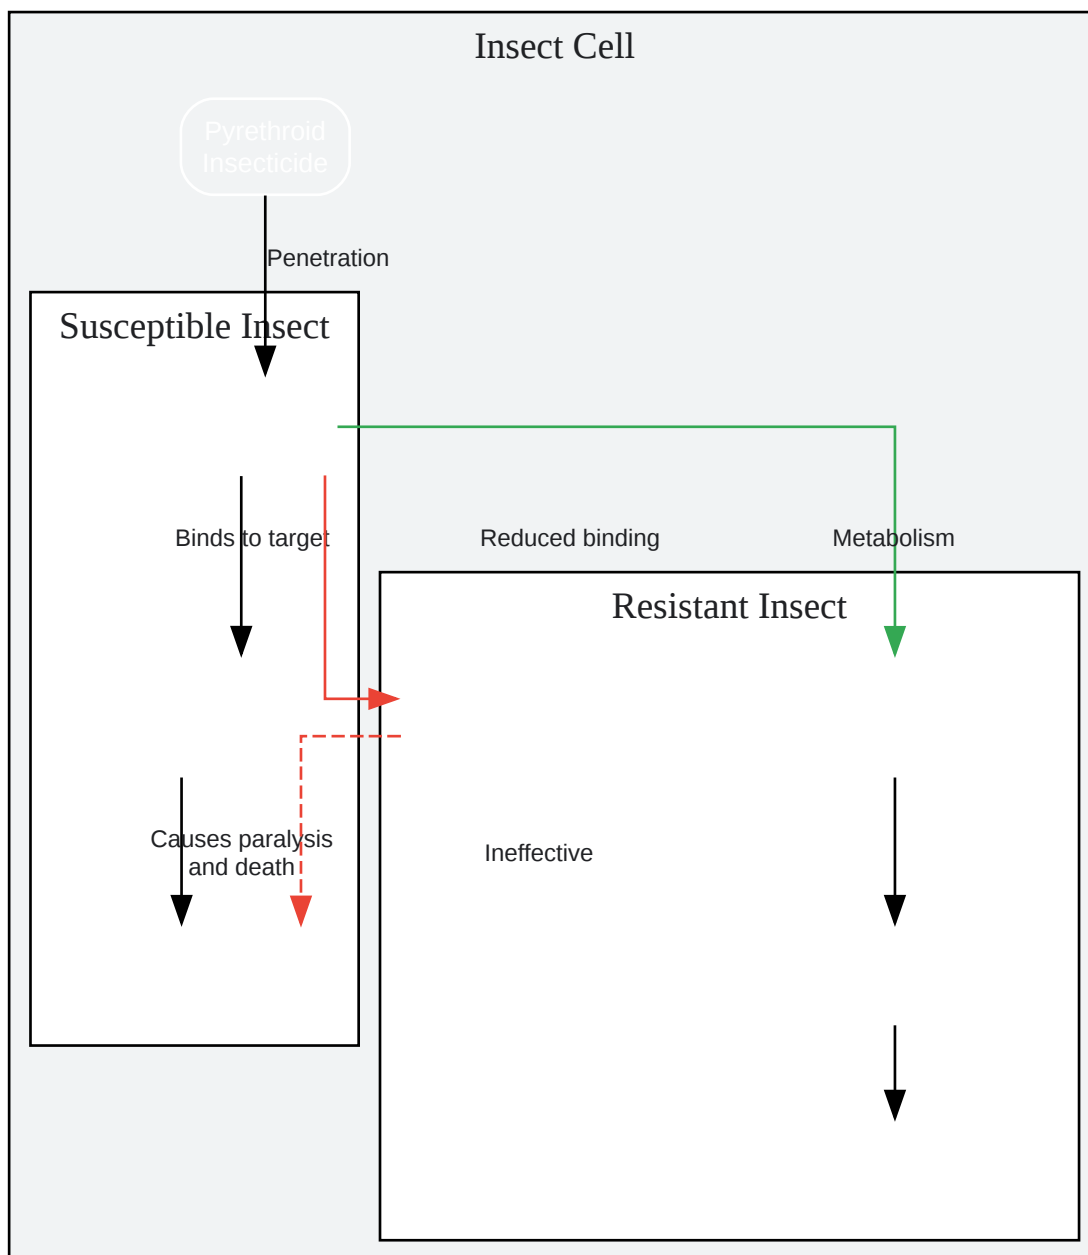 Insect Cell
Pyrethroid
Insecticide
Penetration
Susceptible Insect
Binds to target
Reduced binding
Metabolism
Resistant Insect
Causes paralysis
and death
Ineffective